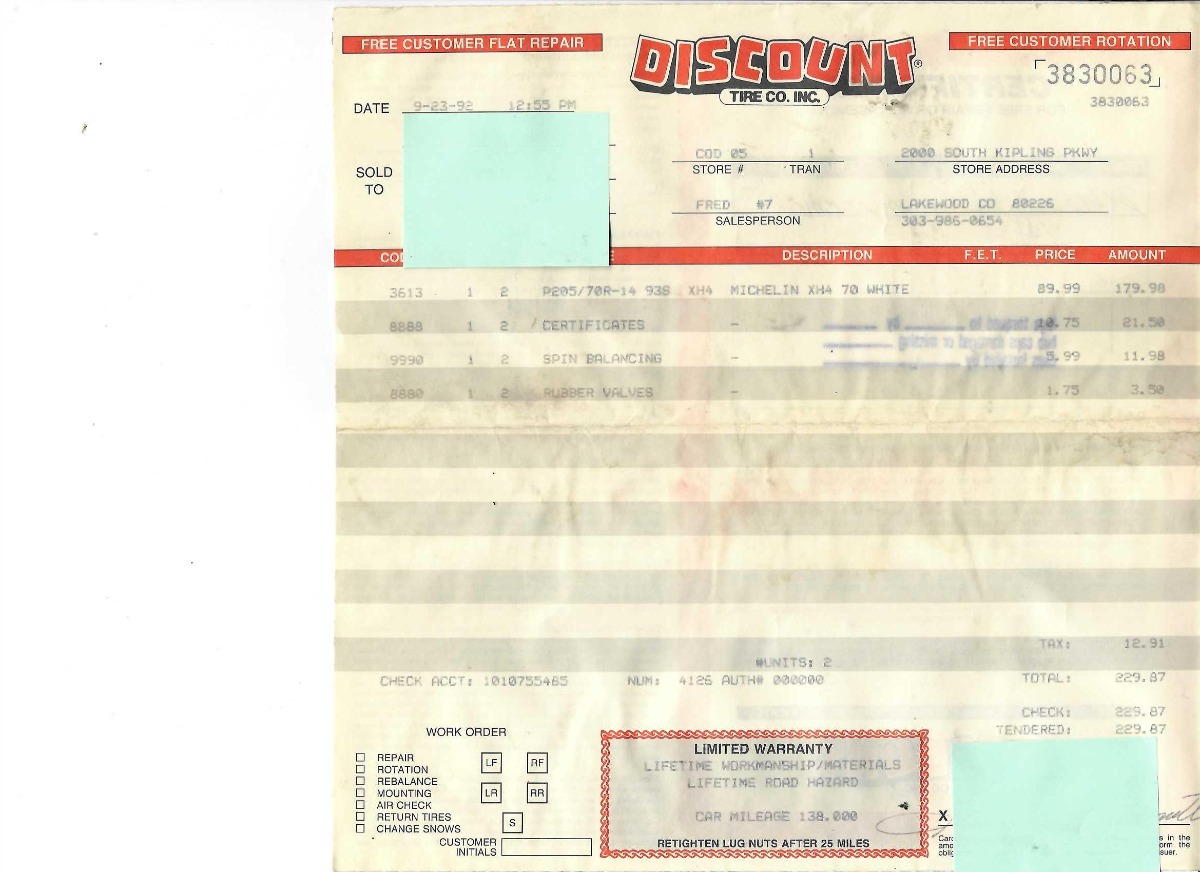 FREE CUSTOMER FLAT REPAIR
DISCOUNT®
TIRE CO. INC.
FREE CUSTOMER ROTATION
3830063
3830063
DATE 9-23-92 12:55 PM
SOLD TO
COD 05 1
STORE # TRAN
2000 SOUTH KIPLING PKWY
STORE ADDRESS
FRED #7
SALESPERSON
LAKEWOOD CO 80226
303-986-0654
DESCRIPTION F.E.T. PRICE AMOUNT
3613 1 2 P205/70R-14 93S XH4 MICHELIN XH4 70 WHITE 89.99 179.98
8888 1 2 CERTIFICATES - 10.75 21.50
9990 1 2 SPIN BALANCING - 5.99 11.98
8880 1 2 RUBBER VALVES - 1.75 3.50
TAX: 12.91
#UNITS: 2
CHECK ACCT: 1010755485 NUM: 4126 AUTH# 000000 TOTAL: 229.87
CHECK: 229.87
TENDERED: 229.87
WORK ORDER
REPAIR
ROTATION
REBALANCE
MOUNTING
AIR CHECK
RETURN TIRES
CHANGE SNOWS
LF RF
LR RR
S
CUSTOMER INITIALS
LIMITED WARRANTY
LIFETIME WORKMANSHIP/MATERIALS
LIFETIME ROAD HAZARD
CAR MILEAGE 138.000
RETIGHTEN LUG NUTS AFTER 25 MILES
X